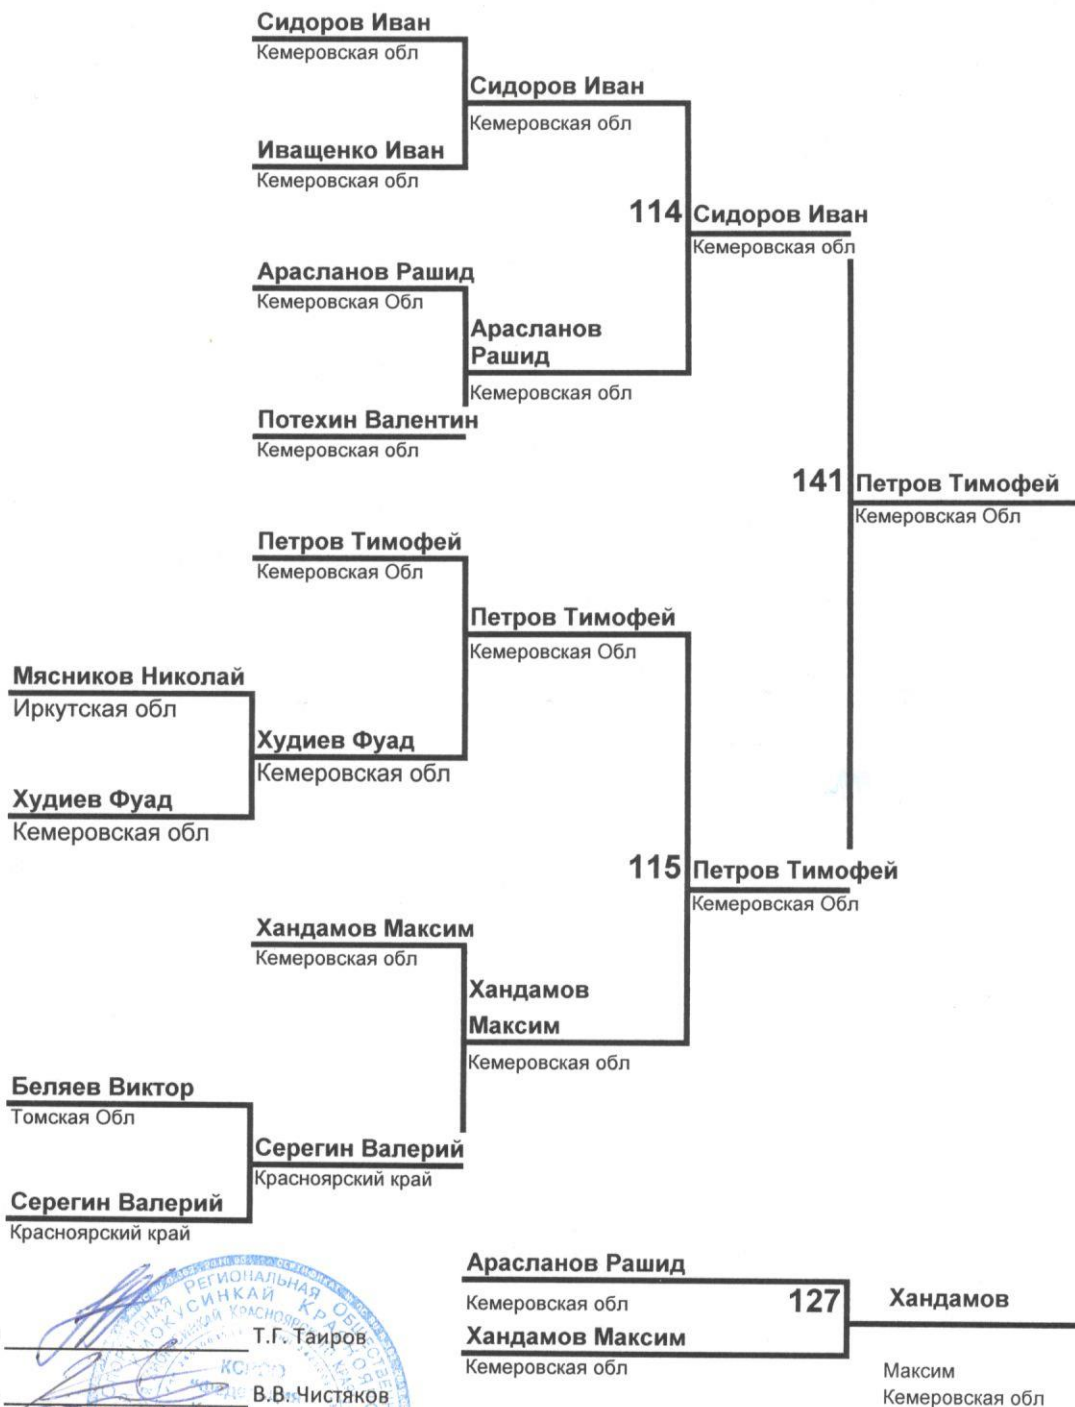 Сидоров Иван
Кемеровская обл
Сидоров Иван
Кемеровская обл
Иващенко Иван
Кемеровская обл
114 Сидоров Иван
Кемеровская обл
Арасланов Рашид
Кемеровская Обл
Арасланов
Рашид
Кемеровская обл
Потехин Валентин
Кемеровская обл
141 Петров Тимофей
Кемеровская Обл
Петров Тимофей
Кемеровская Обл
Петров Тимофей
Кемеровская Обл
Мясников Николай
Иркутская обл
Худиев Фуад
Кемеровская обл
Худиев Фуад
Кемеровская обл
115 Петров Тимофей
Кемеровская Обл
Хандамов Максим
Кемеровская обл
Хандамов
Максим
Кемеровская обл
Беляев Виктор
Томская Обл
Серегин Валерий
Красноярский край
Серегин Валерий
Красноярский край
Арасланов Рашид
Кемеровская обл
127 Хандамов
Хандамов Максим
Кемеровская обл
Максим
Кемеровская обл
РЕГИОНАЛЬНАЯ
Т.Г. Таиров
В.В. Чистяков